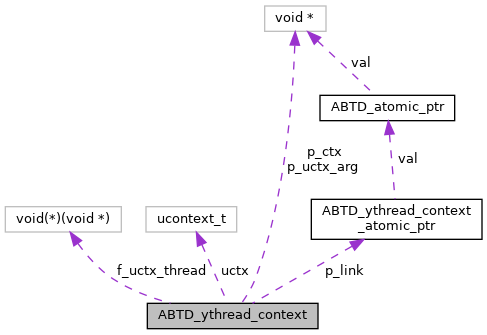 void *
val
ABTD_atomic_ptr
p_ctx
p_uctx_arg
val
void(*)(void *)
ucontext_t
ABTD_ythread_context
_atomic_ptr
f_uctx_thread
uctx
p_link
ABTD_ythread_context